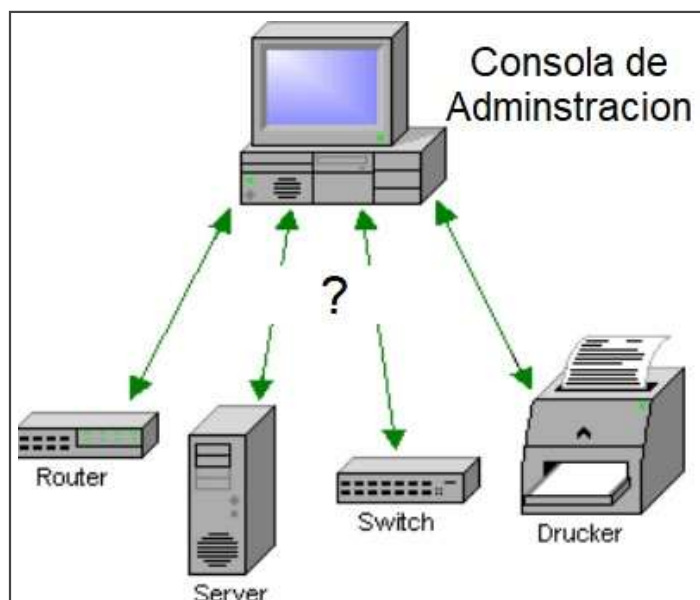 Consola de
Adminstracion
?
Router
Server
Switch
Drucker